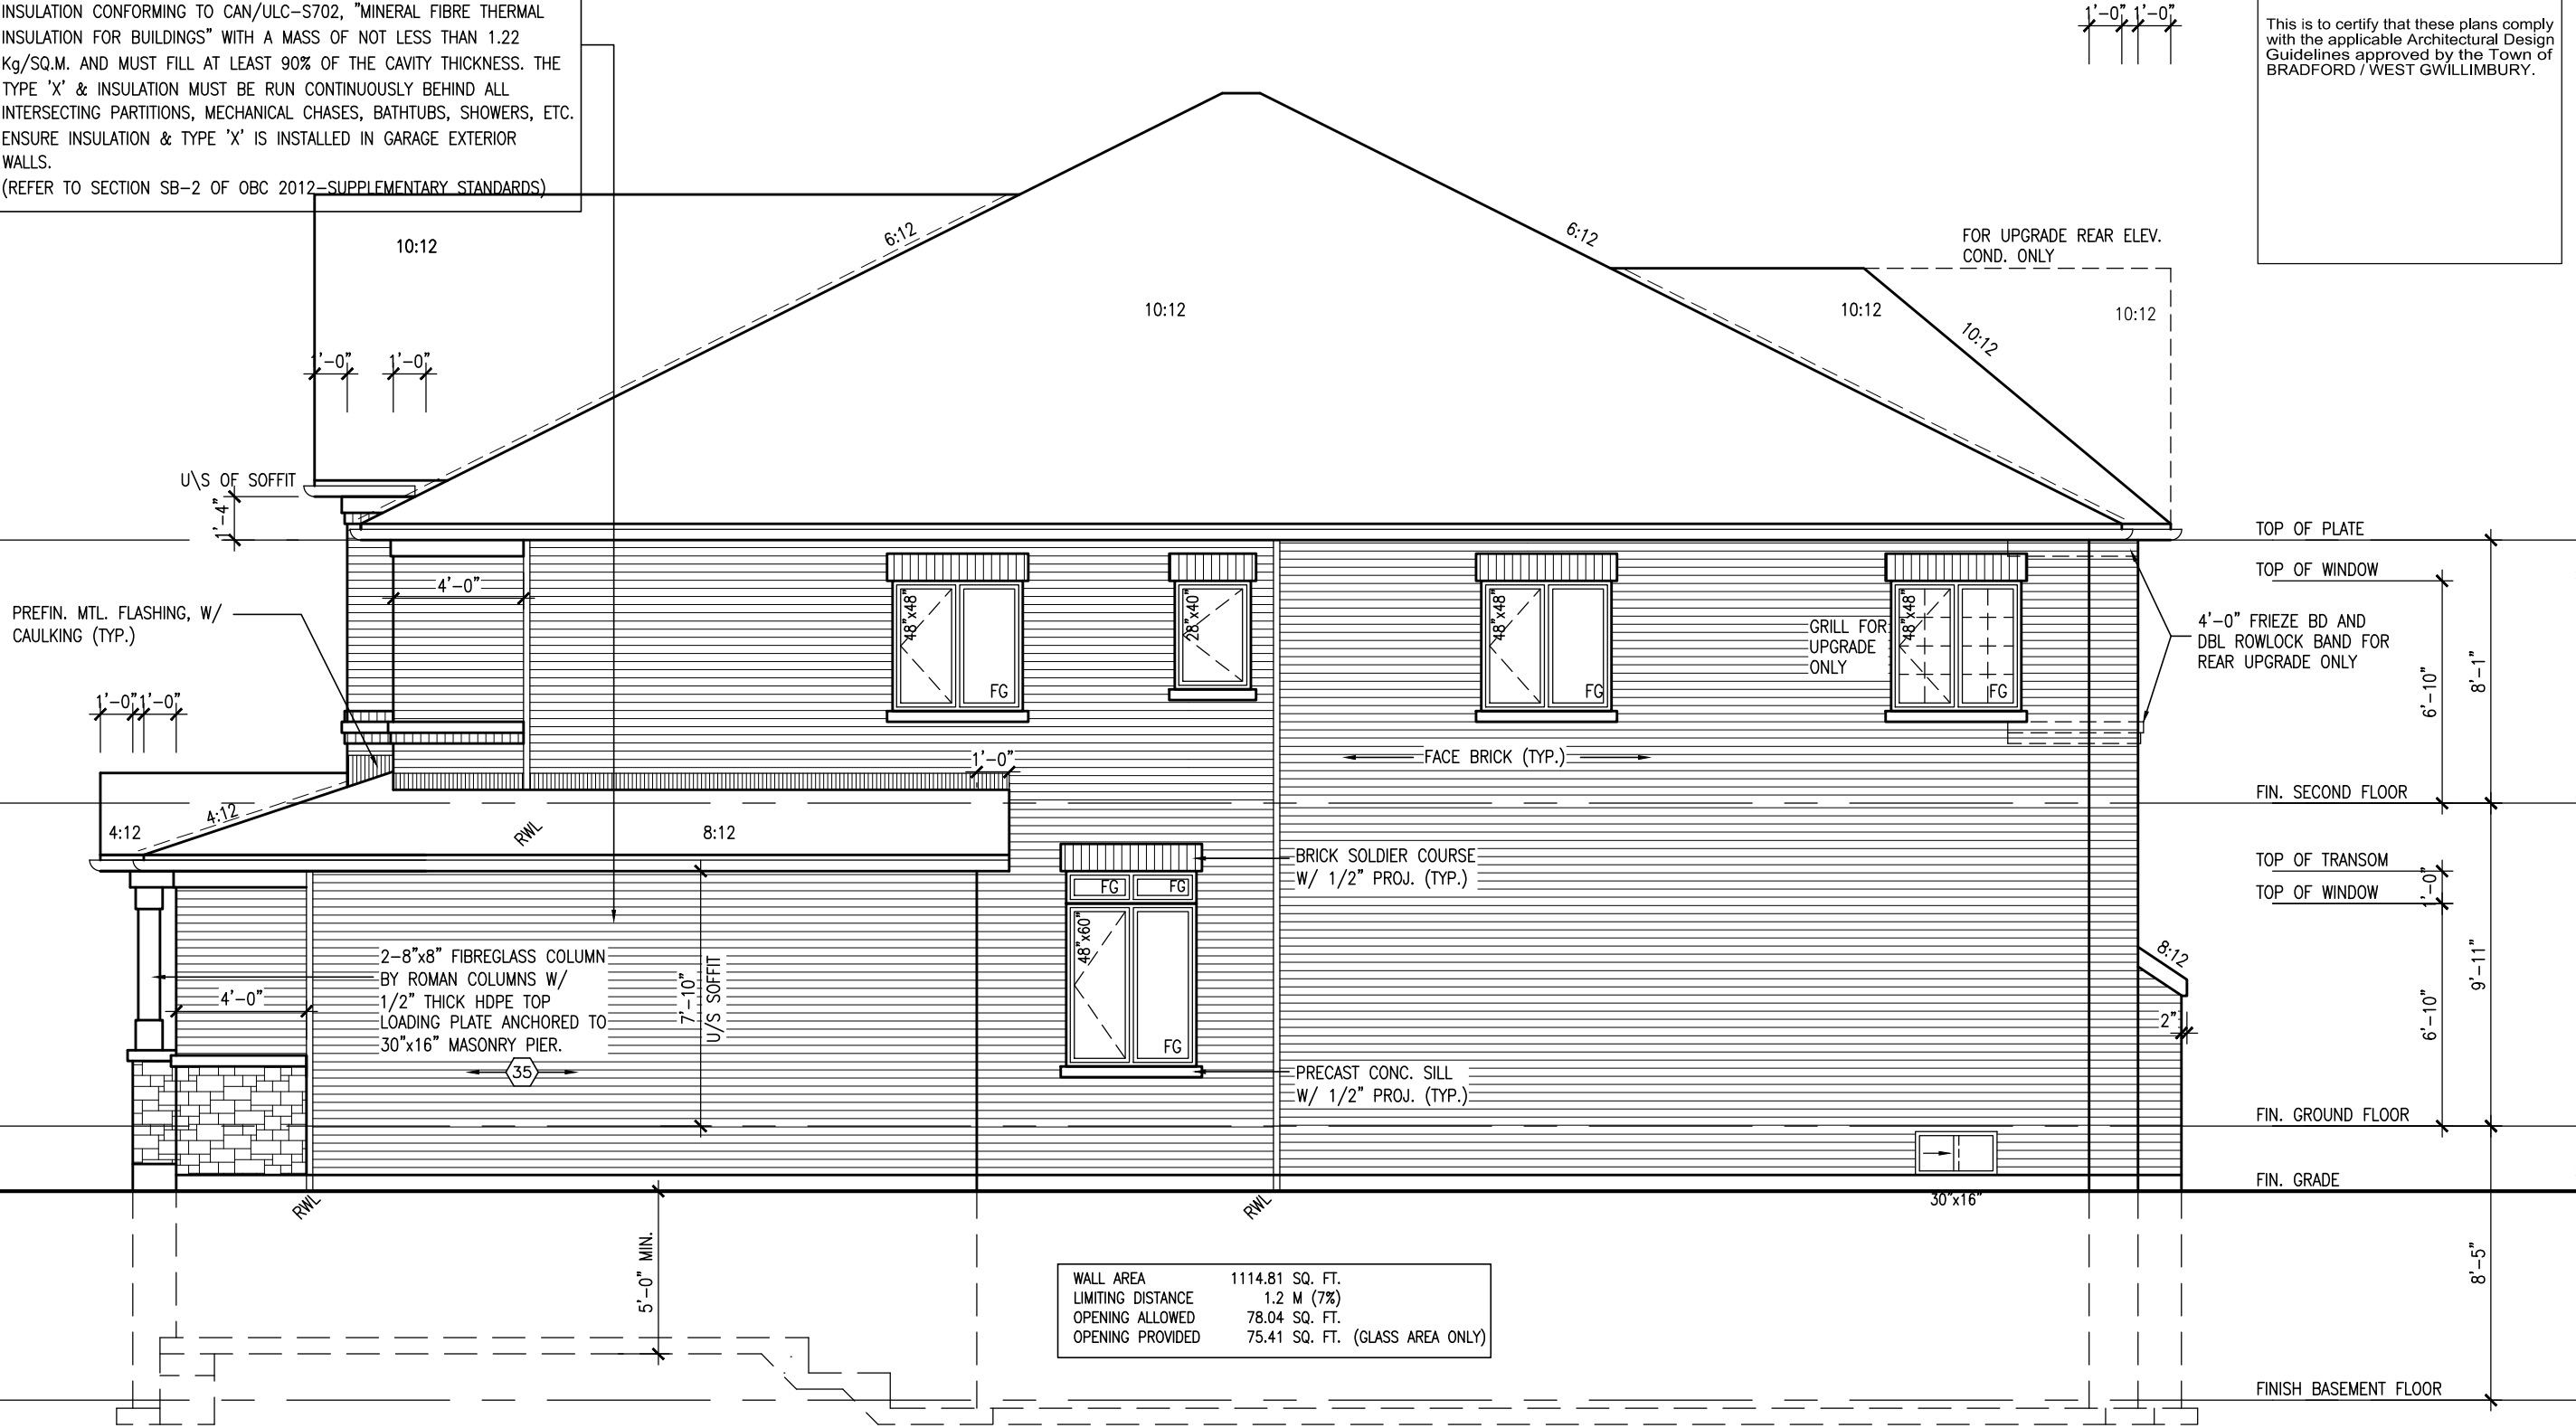 INSULATION CONFORMING TO CAN/ULC-S702, "MINERAL FIBRE THERMAL
INSULATION FOR BUILDINGS" WITH A MASS OF NOT LESS THAN 1.22
Kg/SQ.M. AND MUST FILL AT LEAST 90% OF THE CAVITY THICKNESS. THE
TYPE 'X' & INSULATION MUST BE RUN CONTINUOUSLY BEHIND ALL
INTERSECTING PARTITIONS, MECHANICAL CHASES, BATHTUBS, SHOWERS, ETC.
ENSURE INSULATION & TYPE 'X' IS INSTALLED IN GARAGE EXTERIOR
WALLS.
(REFER TO SECTION SB-2 OF OBC 2012-SUPPLEMENTARY STANDARDS)
1'-0" 1'-0"
This is to certify that these plans comply
with the applicable Architectural Design
Guidelines approved by the Town of
BRADFORD / WEST GWILLIMBURY.
10:12
6:12
10:12
6:12
FOR UPGRADE REAR ELEV.
COND. ONLY
10:12
10:12
10:12
1'-0" 1'-0"
U\S OF SOFFIT
1'-4"
TOP OF PLATE
TOP OF WINDOW
4'-0"
48"x48"
FG
28"x40"
48"x48"
FG
GRILL FOR
UPGRADE
ONLY
48"x48"
FG
4'-0" FRIEZE BD AND
DBL ROWLOCK BAND FOR
REAR UPGRADE ONLY
6'-10"
8'-1"
PREFIN. MTL. FLASHING, W/
CAULKING (TYP.)
1'-0" 1'-0"
1'-0"
FACE BRICK (TYP.)
FIN. SECOND FLOOR
4:12
4:12
RWL
8:12
BRICK SOLDIER COURSE
W/ 1/2" PROJ. (TYP.)
FG FG
TOP OF TRANSOM
TOP OF WINDOW
1'-0"
48"x60"
FG
2-8"x8" FIBREGLASS COLUMN
BY ROMAN COLUMNS W/
1/2" THICK HDPE TOP
LOADING PLATE ANCHORED TO
30"x16" MASONRY PIER.
4'-0"
35
7'-10"
U/S SOFFIT
8:12
2"
6'-10"
9'-11"
PRECAST CONC. SILL
W/ 1/2" PROJ. (TYP.)
FIN. GROUND FLOOR
FIN. GRADE
RWL
RWL
30"x16"
5'-0" MIN.
8'-5"
WALL AREA 1114.81 SQ. FT.
LIMITING DISTANCE 1.2 M (7%)
OPENING ALLOWED 78.04 SQ. FT.
OPENING PROVIDED 75.41 SQ. FT. (GLASS AREA ONLY)
FINISH BASEMENT FLOOR